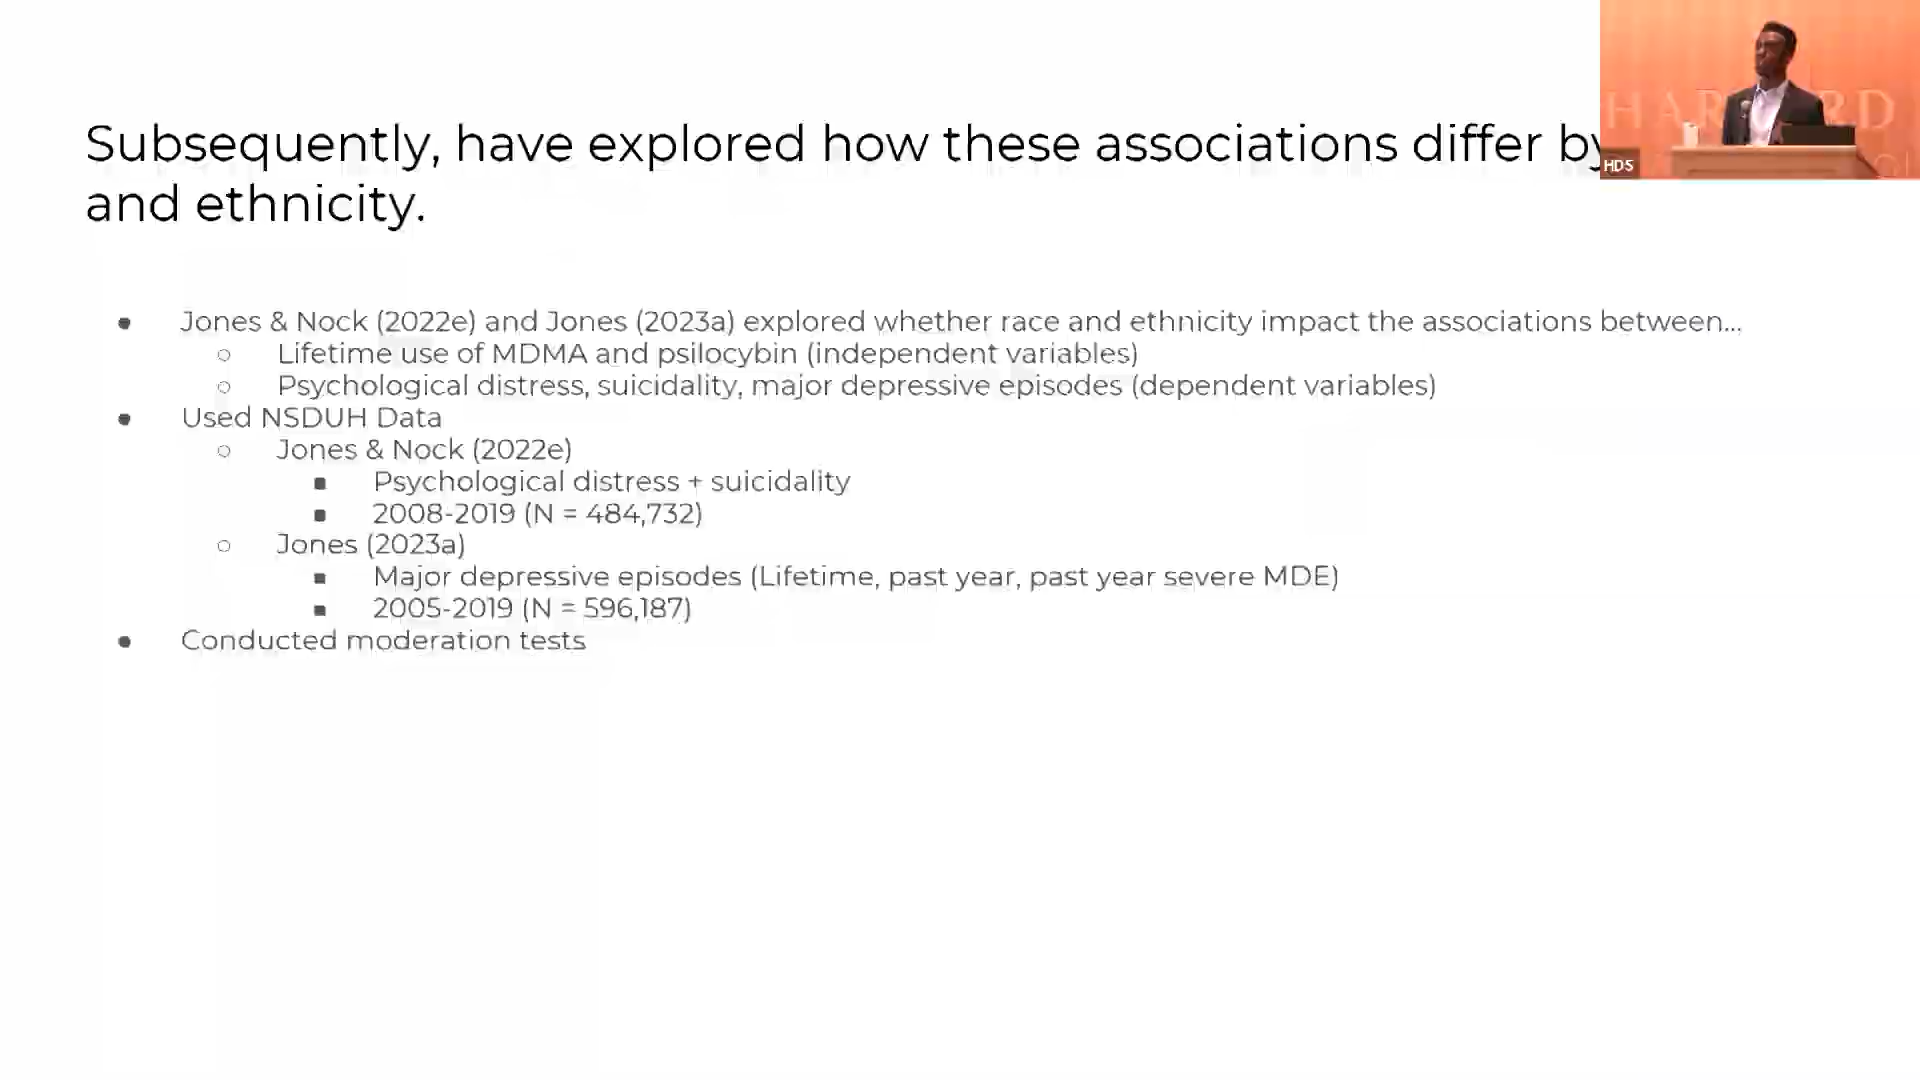 Subsequently, have explored how these associations differ by
and ethnicity.
Jones & Nock (2022e) and Jones (2023a) explored whether race and ethnicity impact the associations between...
Lifetime use of MDMA and psilocybin (independent variables)
Psychological distress, suicidality, major depressive episodes (dependent variables)
Used NSDUH Data
Jones & Nock (2022e)
Psychological distress + suicidality
2008-2019 (N = 484,732)
Jones (2023a)
Major depressive episodes (Lifetime, past year, past year severe MDE)
2005-2019 (N = 596,187)
Conducted moderation tests
HDS